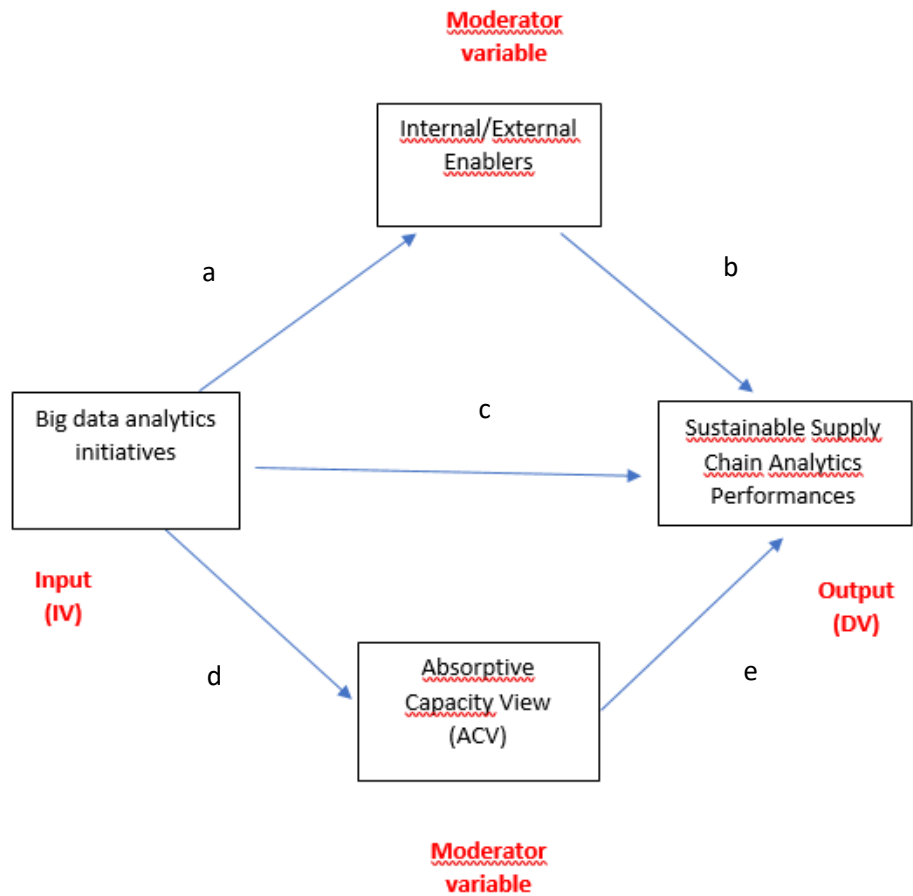 Moderator
variable
Internal/External
Enablers
a
b
Big data analytics
initiatives
c
Sustainable Supply
Chain Analytics
Performances
Input
(IV)
Output
(DV)
d
Absorptive
Capacity View
(ACV)
e
Moderator
variable